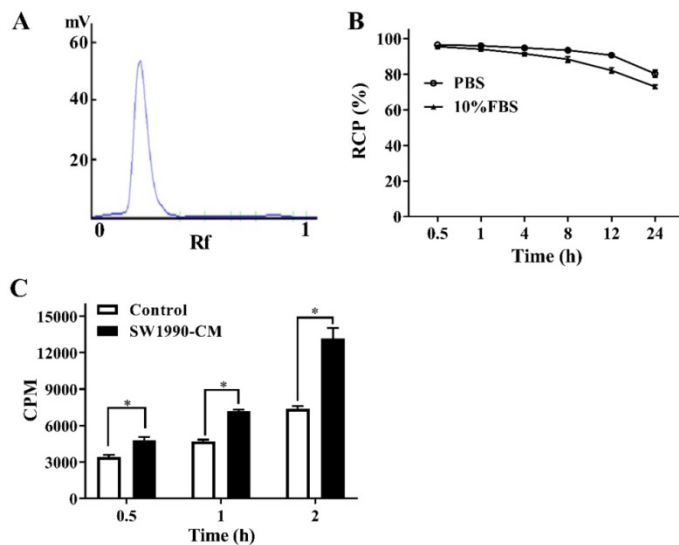 A
mV
60
40
20
0
Rf
1
B
100
80
60
40
20
0
RCP (%)
PBS
10%FBS
0.5 1 4 8 12 24
Time (h)
C
15000
12000
9000
6000
3000
0
CPM
Control
SW1990-CM
* * *
0.5 1 2
Time (h)